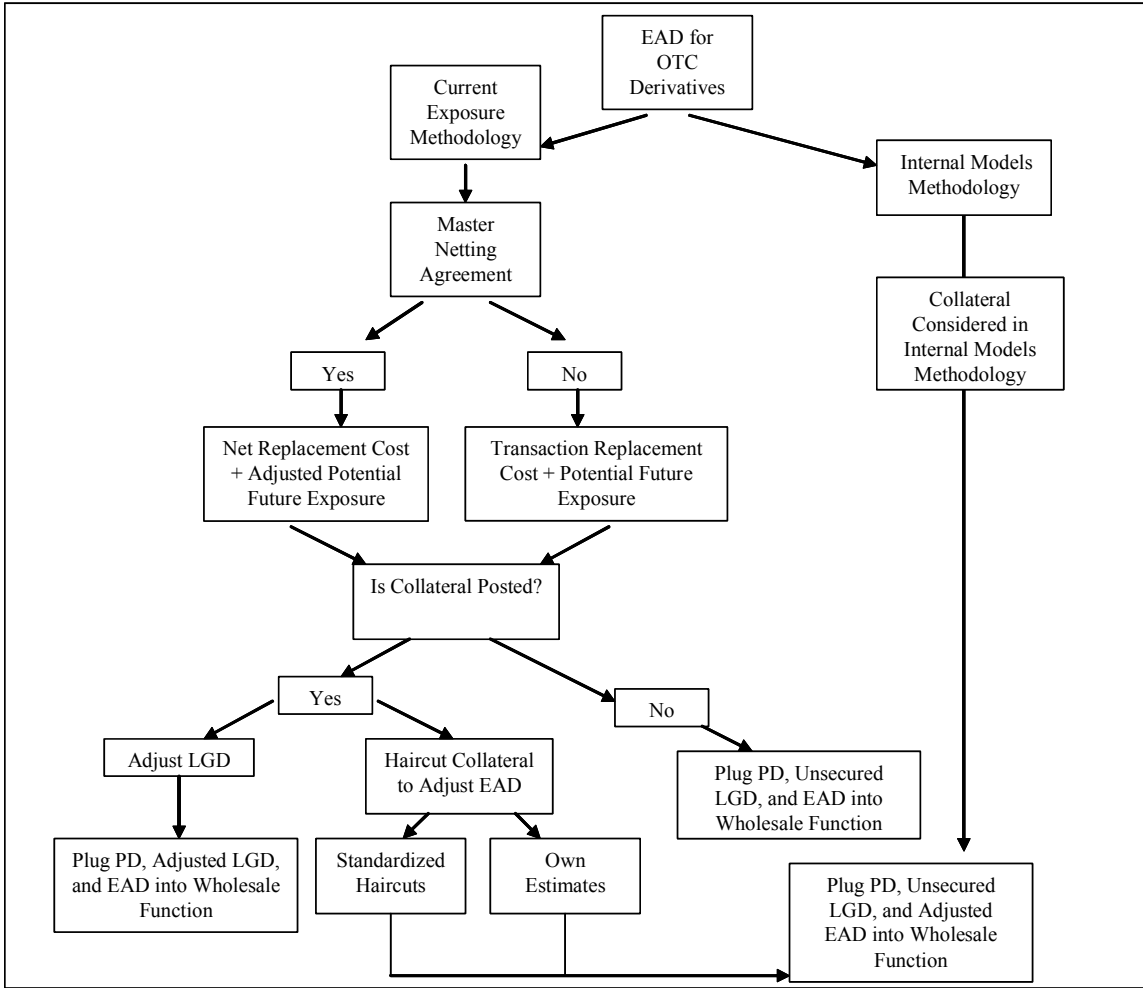 EAD for
OTC
Derivatives
Current
Exposure
Methodology
Internal Models
Methodology
Master
Netting
Agreement
Collateral
Considered in
Internal Models
Methodology
Yes
No
Net Replacement Cost
+ Adjusted Potential
Future Exposure
Transaction Replacement
Cost + Potential Future
Exposure
Is Collateral Posted?
Yes
No
Adjust LGD
Haircut Collateral
to Adjust EAD
Plug PD, Unsecured
LGD, and EAD into
Wholesale Function
Plug PD, Adjusted LGD,
and EAD into Wholesale
Function
Standardized
Haircuts
Own
Estimates
Plug PD, Unsecured
LGD, and Adjusted
EAD into Wholesale
Function